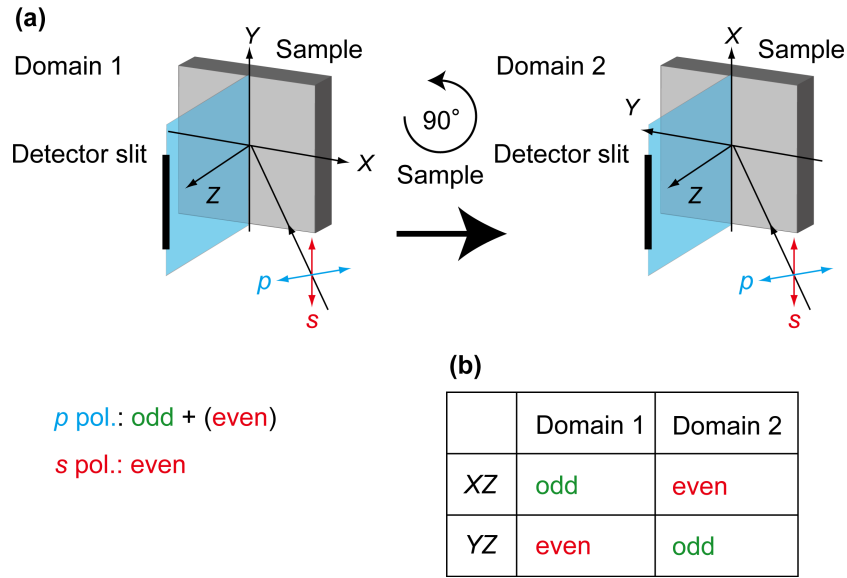 (a)
Domain 1
Y
Sample
Detector slit
X
Z
p
s
90°
Sample
Domain 2
X
Sample
Y
Detector slit
Z
p
s
p pol.: odd + (even)
s pol.: even
(b)
Domain 1 Domain 2
XZ odd even
YZ even odd